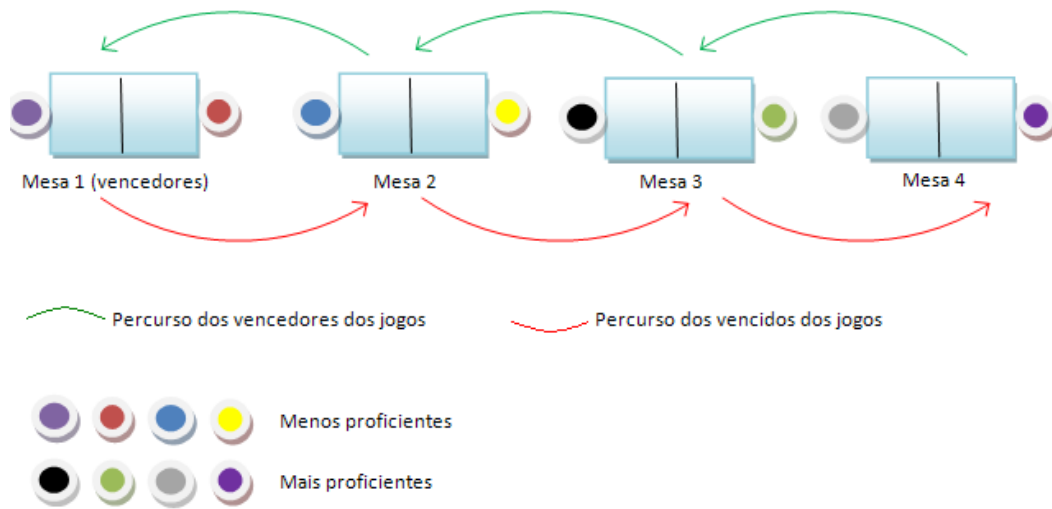 Mesa 1 (vencedores)
Mesa 2
Mesa 3
Mesa 4
Percurso dos vencedores dos jogos
Percurso dos vencidos dos jogos
Menos proficientes
Mais proficientes